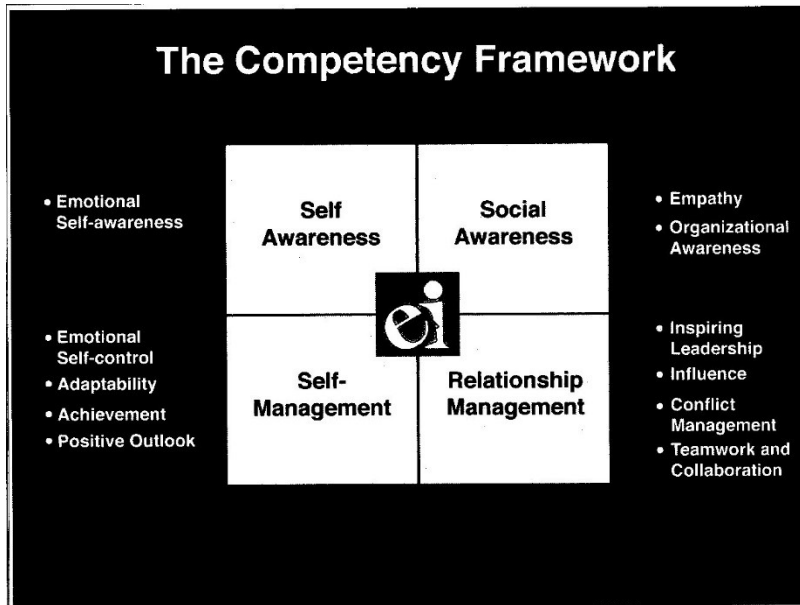 The Competency Framework
• Emotional
Self-awareness
Self
Awareness
Social
Awareness
• Empathy
• Organizational
Awareness
ei
• Emotional
Self-control
• Adaptability
• Achievement
• Positive Outlook
Self-
Management
Relationship
Management
• Inspiring
Leadership
• Influence
• Conflict
Management
• Teamwork and
Collaboration